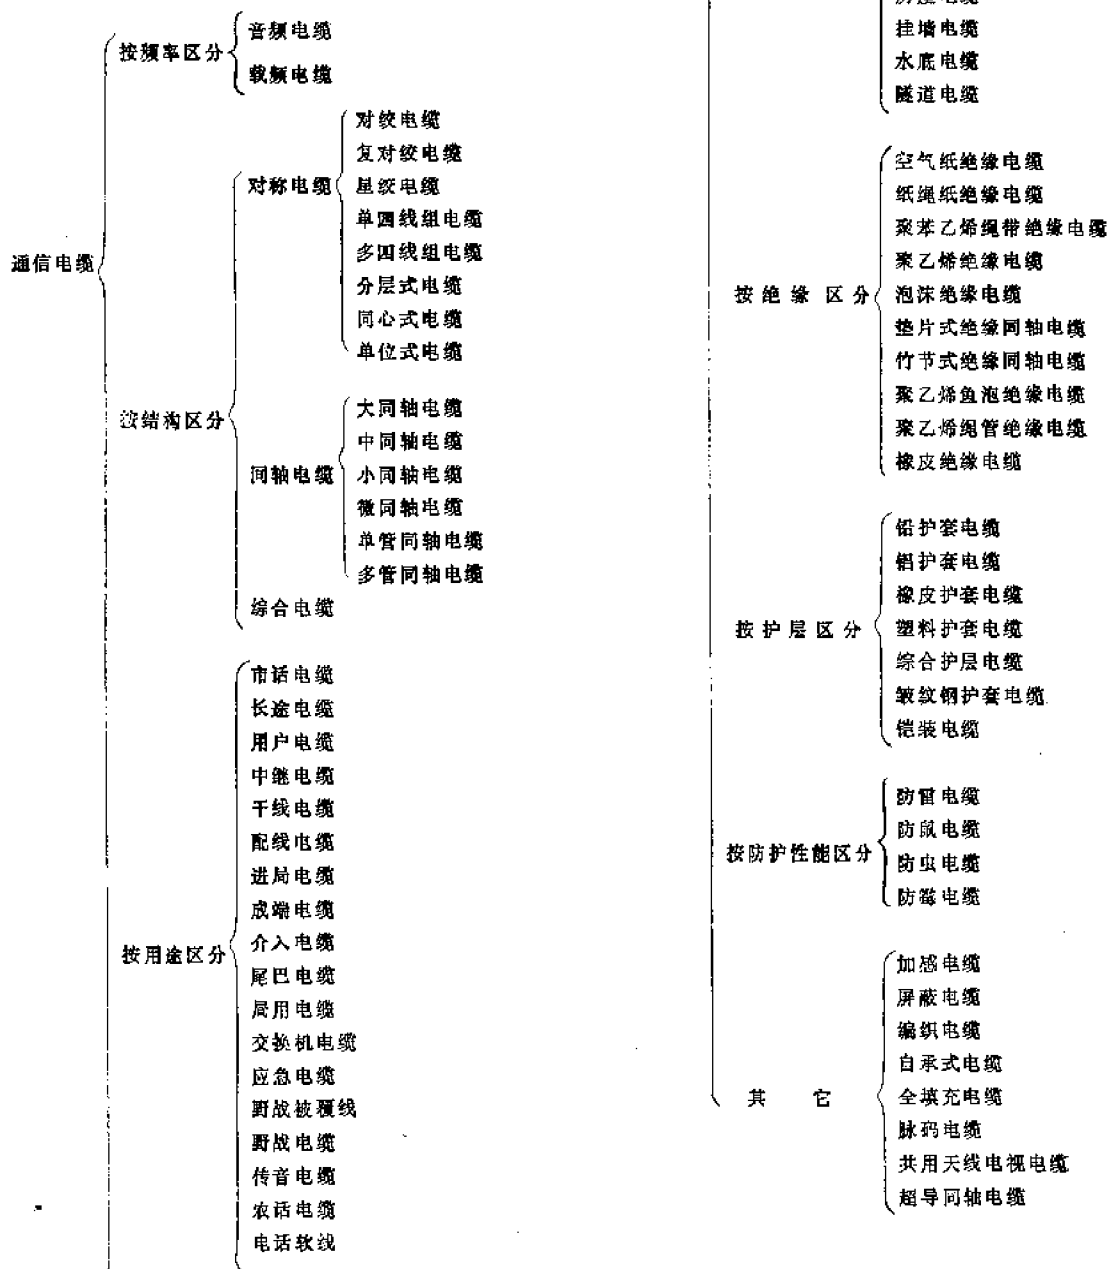 通信电缆
按频率区分
音频电缆
载频电缆
按结构区分
对称电缆
对绞电缆
复对绞电缆
星绞电缆
单四线组电缆
多四线组电缆
分层式电缆
同心式电缆
单位式电缆
同轴电缆
大同轴电缆
中同轴电缆
小同轴电缆
微同轴电缆
单管同轴电缆
多管同轴电缆
综合电缆
按用途区分
市话电缆
长途电缆
用户电缆
中继电缆
干线电缆
配线电缆
进局电缆
成端电缆
介入电缆
尾巴电缆
局用电缆
交换机电缆
应急电缆
野战被覆线
野战电缆
传音电缆
农话电缆
电话软线
挂墙电缆
水底电缆
隧道电缆
按绝缘区分
空气纸绝缘电缆
纸绳纸绝缘电缆
聚苯乙烯绳带绝缘电缆
聚乙烯绝缘电缆
泡沫绝缘电缆
垫片式绝缘同轴电缆
竹节式绝缘同轴电缆
聚乙烯鱼泡绝缘电缆
聚乙烯绳管绝缘电缆
橡皮绝缘电缆
按护层区分
铅护套电缆
铝护套电缆
橡皮护套电缆
塑料护套电缆
综合护层电缆
皱纹钢护套电缆
铠装电缆
按防护性能区分
防雷电缆
防鼠电缆
防虫电缆
防霉电缆
其它
加感电缆
屏蔽电缆
编织电缆
自承式电缆
全填充电缆
脉码电缆
共用天线电视电缆
超导同轴电缆